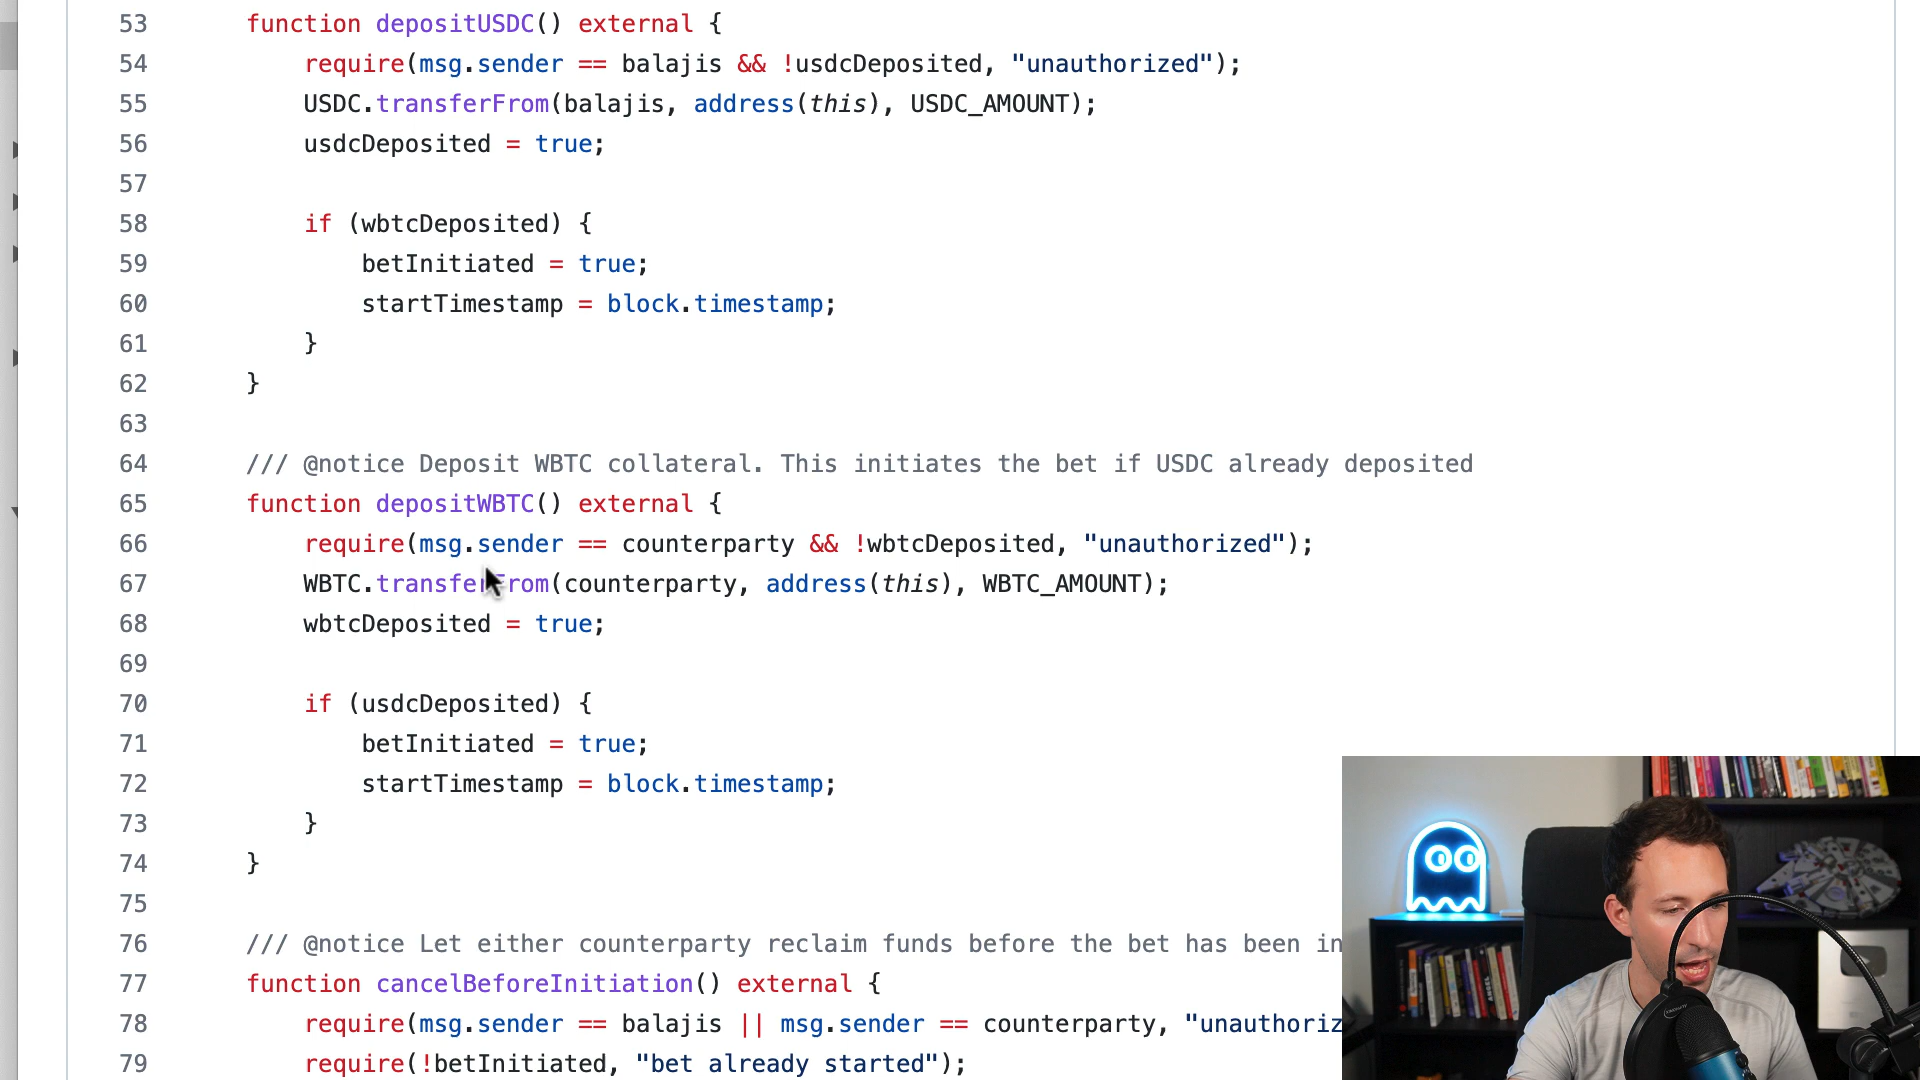 53 function depositUSDC() external {
54 require(msg.sender == balajis && !usdcDeposited, "unauthorized");
55 USDC.transferFrom(balajis, address(this), USDC_AMOUNT);
56 usdcDeposited = true;
57
58 if (wbtcDeposited) {
59 betInitiated = true;
60 startTimestamp = block.timestamp;
61 }
62 }
63
64 /// @notice Deposit WBTC collateral. This initiates the bet if USDC already deposited
65 function depositWBTC() external {
66 require(msg.sender == counterparty && !wbtcDeposited, "unauthorized");
67 WBTC.transferFrom(counterparty, address(this), WBTC_AMOUNT);
68 wbtcDeposited = true;
69
70 if (usdcDeposited) {
71 betInitiated = true;
72 startTimestamp = block.timestamp;
73 }
74 }
75
76 /// @notice Let either counterparty reclaim funds before the bet has been in
77 function cancelBeforeInitiation() external {
78 require(msg.sender == balajis || msg.sender == counterparty, "unauthoriz
79 require(!betInitiated, "bet already started");